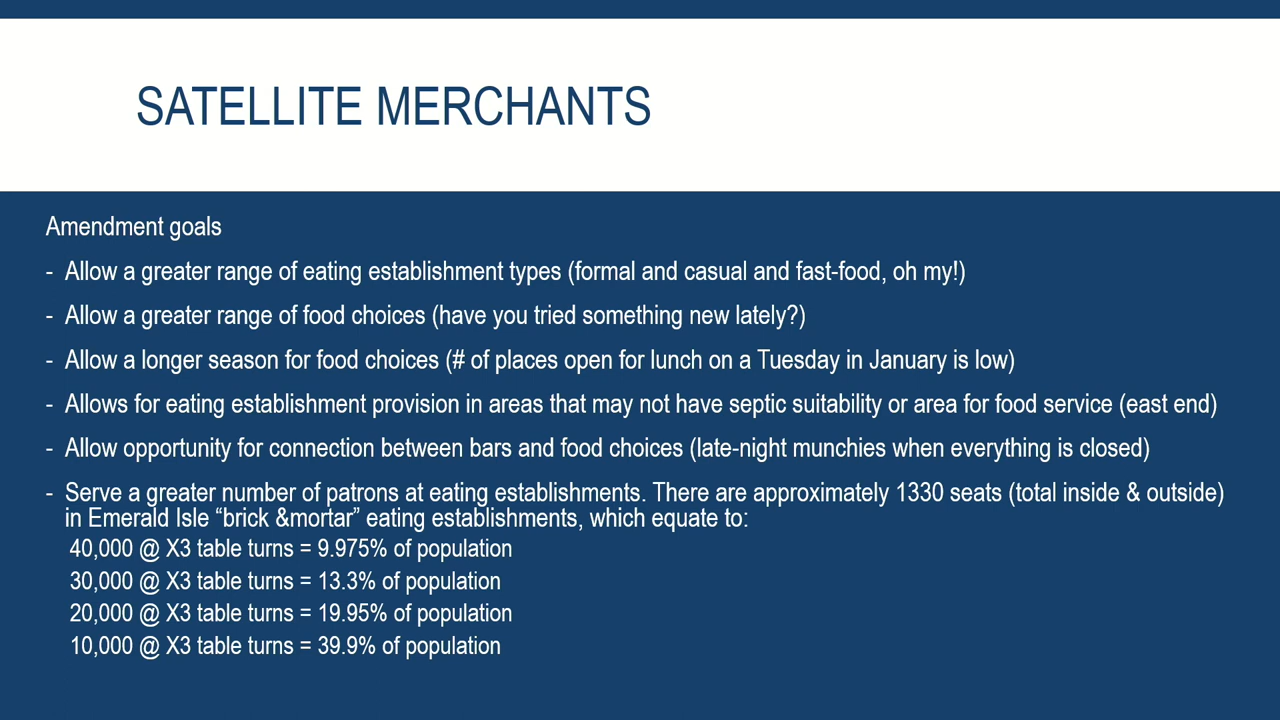 SATELLITE MERCHANTS
Amendment goals
- Allow a greater range of eating establishment types (formal and casual and fast-food, oh my!)
- Allow a greater range of food choices (have you tried something new lately?)
- Allow a longer season for food choices (# of places open for lunch on a Tuesday in January is low)
- Allows for eating establishment provision in areas that may not have septic suitability or area for food service (east end)
- Allow opportunity for connection between bars and food choices (late-night munchies when everything is closed)
- Serve a greater number of patrons at eating establishments. There are approximately 1330 seats (total inside & outside)
in Emerald Isle “brick &mortar” eating establishments, which equate to:
40,000 @ X3 table turns = 9.975% of population
30,000 @ X3 table turns = 13.3% of population
20,000 @ X3 table turns = 19.95% of population
10,000 @ X3 table turns = 39.9% of population